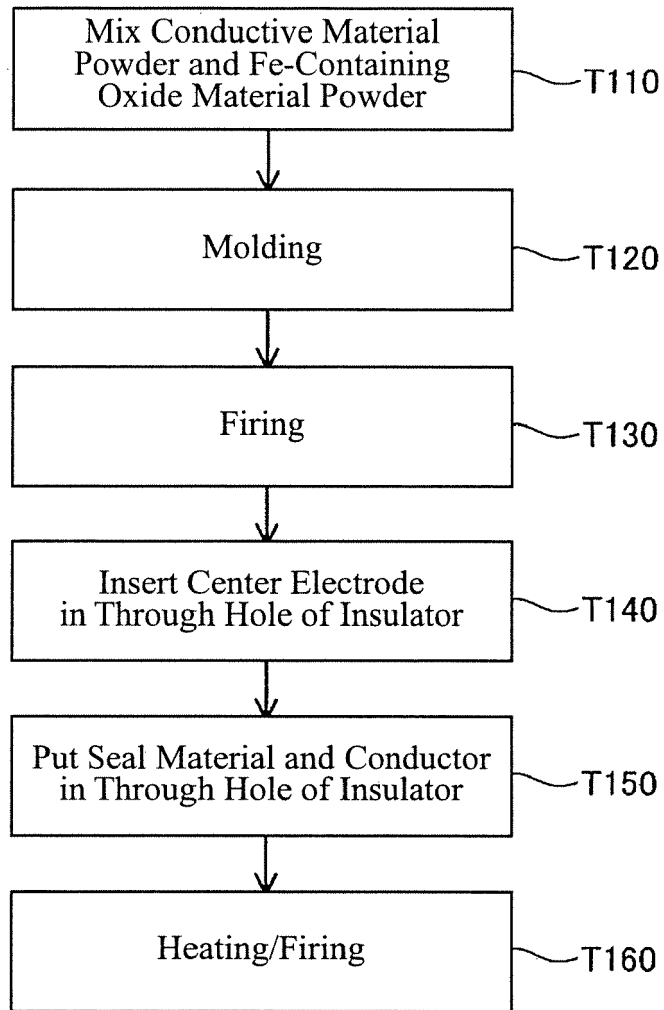 Mix Conductive Material
Powder and Fe-Containing
Oxide Material Powder
T110
Molding
T120
Firing
T130
Insert Center Electrode
in Through Hole of Insulator
T140
Put Seal Material and Conductor
in Through Hole of Insulator
T150
Heating/Firing
T160